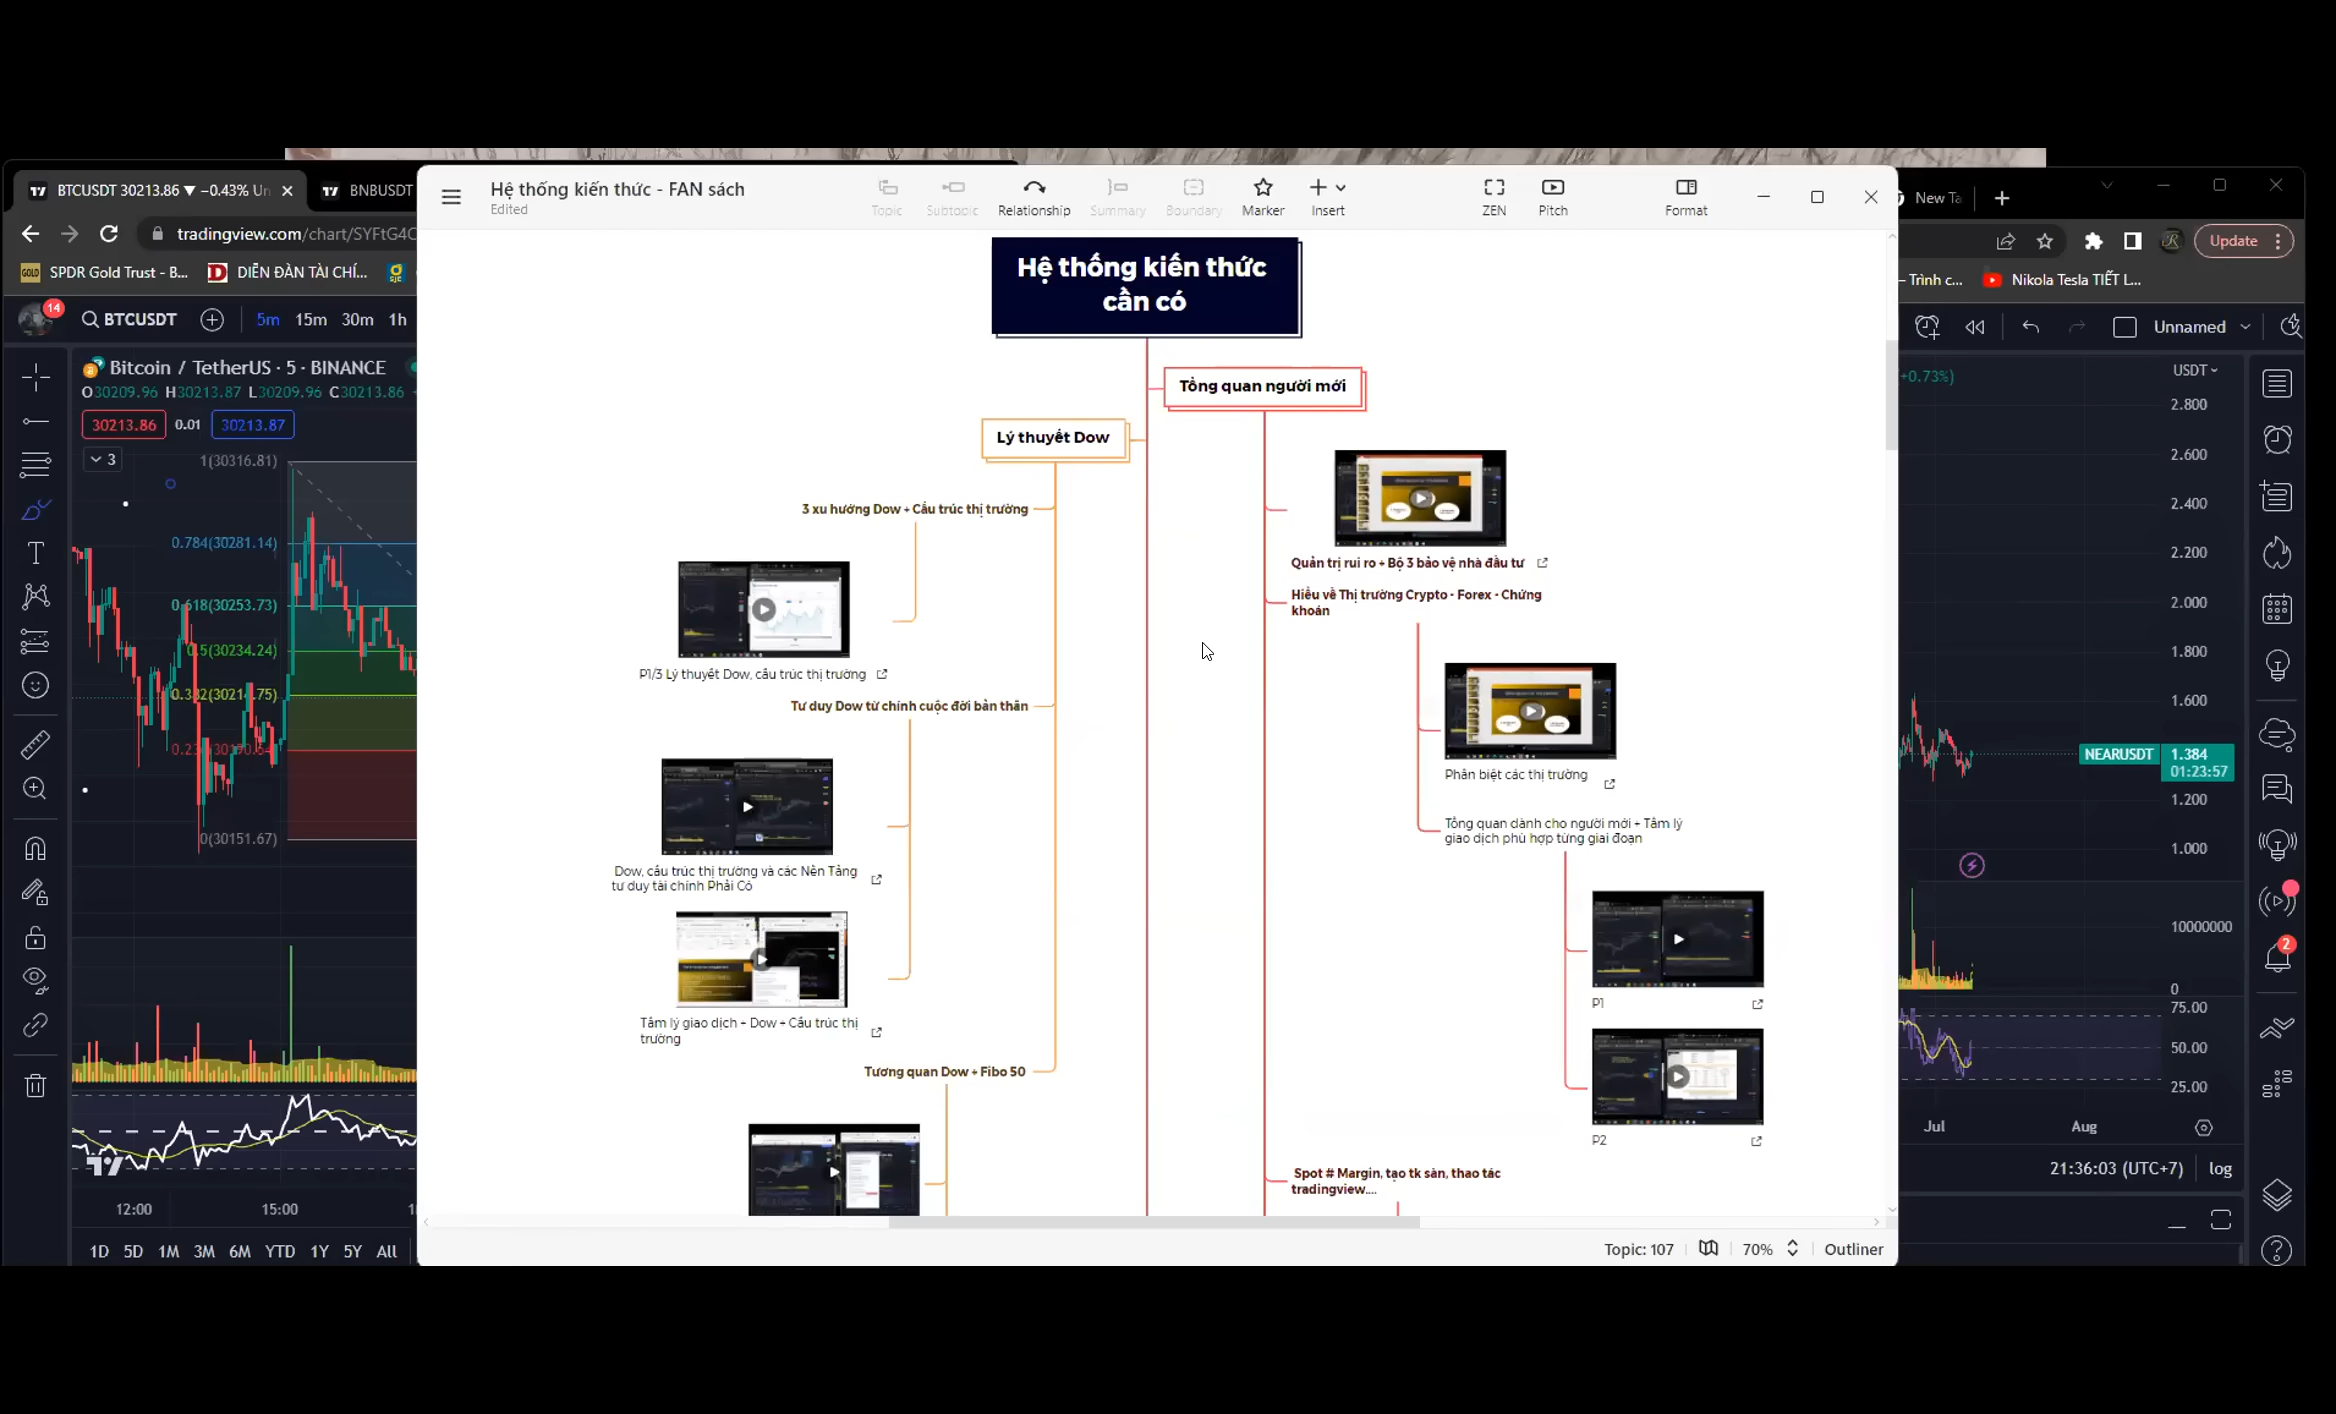 BTCUSDT 30213.86 ▼ −0.43% Un
BNBUSDT
tradingview.com/chart/SYFtG4C
SPDR Gold Trust - B...
DIỄN ĐÀN TÀI CHÍ...
14
BTCUSDT
5m 15m 30m 1h
Bitcoin / TetherUS · 5 · BINANCE
O30209.96 H30213.87 L30209.96 C30213.86
30213.86 0.01 30213.87
3
1(30316.81)
0.784(30281.14)
0.618(30253.73)
0.5(30234.24)
0(30151.67)
12:00 15:00
1D 5D 1M 3M 6M YTD 1Y 5Y All
Hệ thống kiến thức - FAN sách
Edited
Topic
Subtopic
Relationship
Summary
Boundary
Marker
Insert
ZEN
Pitch
Format
Hệ thống kiến thức
cần có
Tổng quan người mới
Lý thuyết Dow
3 xu hướng Dow + Cấu trúc thị trường
P1/3 Lý thuyết Dow, cấu trúc thị trường
Tư duy Dow từ chính cuộc đời bản thân
Dow, cấu trúc thị trường và các Nền Tảng
tư duy tài chính Phải Có
Tâm lý giao dịch + Dow + Cấu trúc thị
trường
Tương quan Dow + Fibo 50
Quản trị rui ro + Bộ 3 bảo vệ nhà đầu tư
Hiểu về Thị trường Crypto - Forex - Chứng
khoán
Phân biệt các thị trường
Tổng quan dành cho người mới + Tâm lý
giao dịch phù hợp từng giai đoạn
P1
P2
Spot # Margin, tạo tk sàn, thao tác
tradingview....
Topic: 107
70%
Outliner
New Ta
Update
– Trình c...
Nikola Tesla TIẾT L...
Unnamed
+0.73%)
USDT
2.800
2.600
2.400
2.200
2.000
1.800
1.600
NEARUSDT 1.384
01:23:57
1.200
1.000
10000000
0
75.00
50.00
25.00
2
Jul Aug
21:36:03 (UTC+7) log